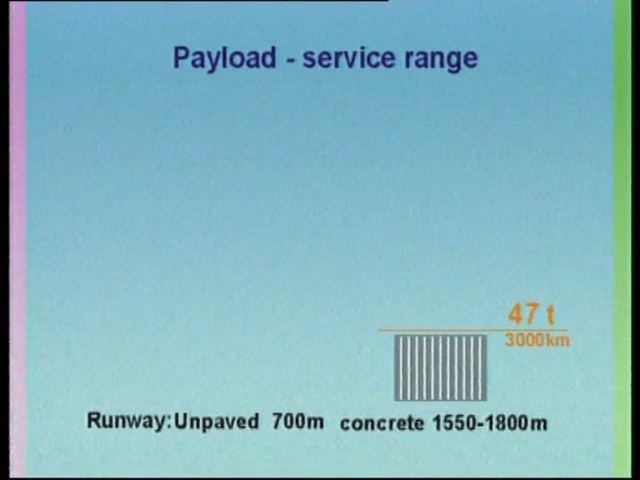 Payload - service range
47 t
3000km
Runway:Unpaved 700m concrete 1550-1800m